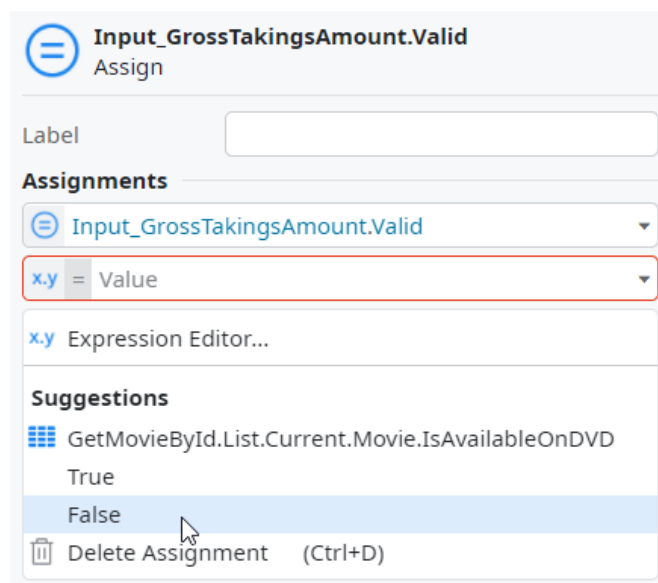 Input_GrossTakingsAmount.Valid
Assign
Label
Assignments
Input_GrossTakingsAmount.Valid
x.y = Value
x.y Expression Editor...
Suggestions
GetMovieById.List.Current.Movie.IsAvailableOnDVD
True
False
Delete Assignment (Ctrl+D)